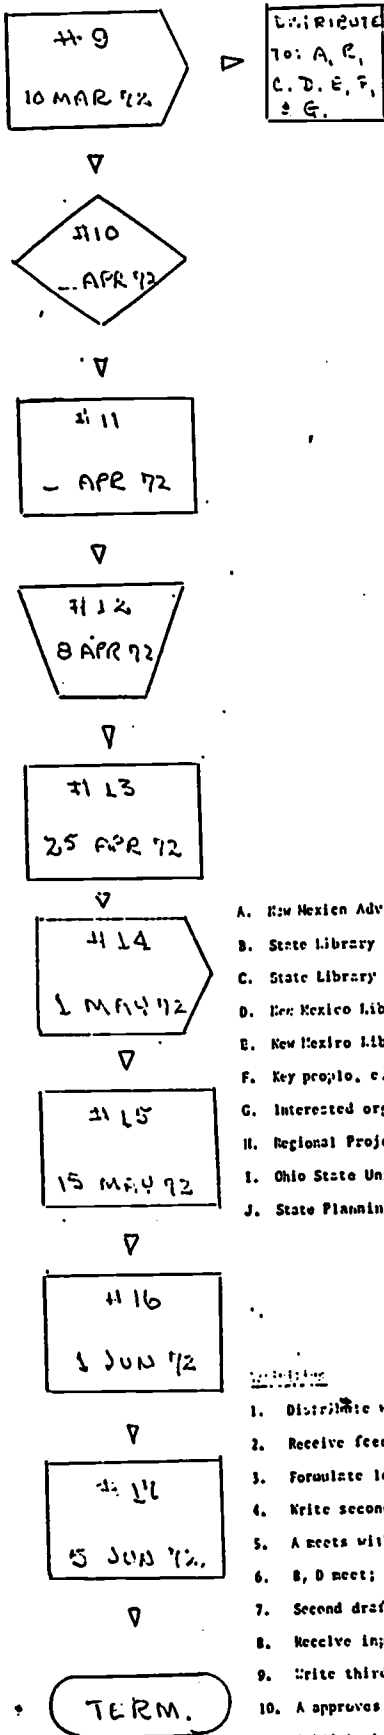 #9
10 MAR 72
DISTRIBUTE
TO: A, B,
C. D. E, F,
& G.
#10
- APR 72
#11
- APR 72
#12
8 APR 72
#13
25 APR 72
#14
1 MAY 72
#15
15 MAY 72
#16
1 JUN 72
#17
5 JUN 72
TERM.
A. New Mexico Adv
B. State Library
C. State Library
D. New Mexico Lib
E. New Mexico Lib
F. Key people, e.
G. Interested org
H. Regional Proj
I. Ohio State Un
J. State Plannin
1. Distribute
2. Receive fee
3. Formulate
4. Write secon
5. A meets wit
6. B, D meet;
7. Second draf
8. Receive in
9. Write third
10. A approves